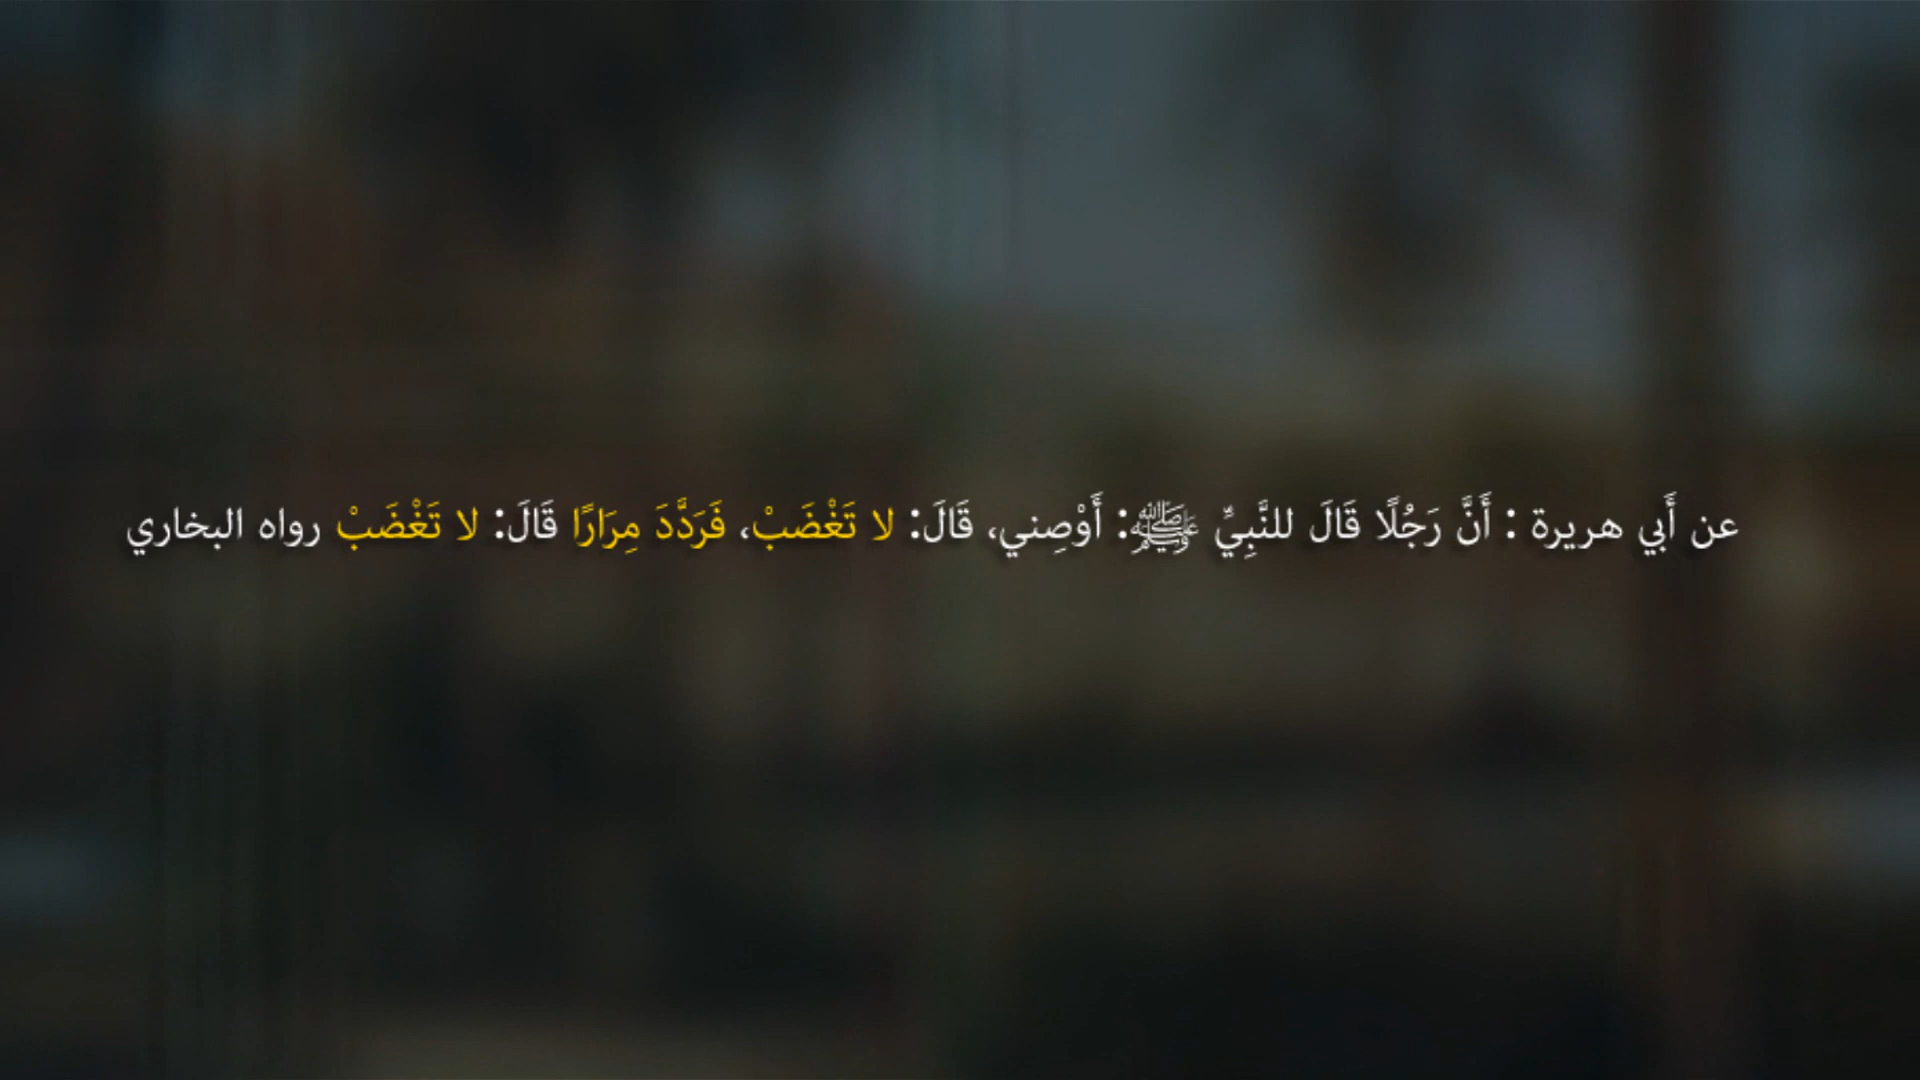 عن أَبي هريرة : أَنَّ رَجُلًا قَالَ للنَّبِيِّ ﷺ: أَوْصِني، قَالَ: لا تَغْضَبْ، فَرَدَّدَ مِرَارًا قَالَ: لا تَغْضَبْ رواه البخاري